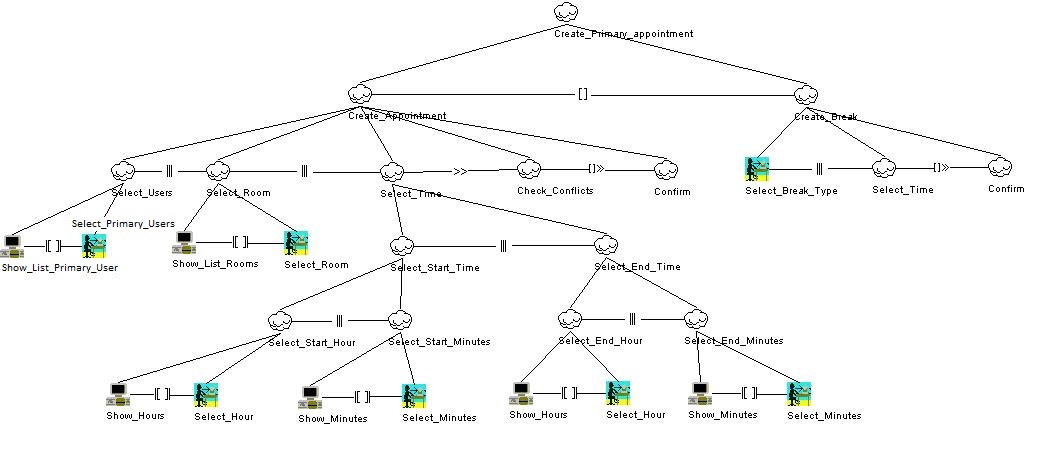 Create_Primary_appointment
[]
Create_Appointment
Create_Break
||| ||| >> []>> ||| []>>
Select_Users Select_Room Select_Time Check_Conflicts Confirm Select_Break_Type Select_Time Confirm
Select_Primary_Users
|[]| |[]| |||
Show_List_Primary_User Show_List_Rooms Select_Room Select_Start_Time Select_End_Time
||| |||
Select_Start_Hour Select_Start_Minutes Select_End_Hour Select_End_Minutes
|[]| |[]| |[]| |[]|
Show_Hours Select_Hour Show_Minutes Select_Minutes Show_Hours Select_Hour Show_Minutes Select_Minutes